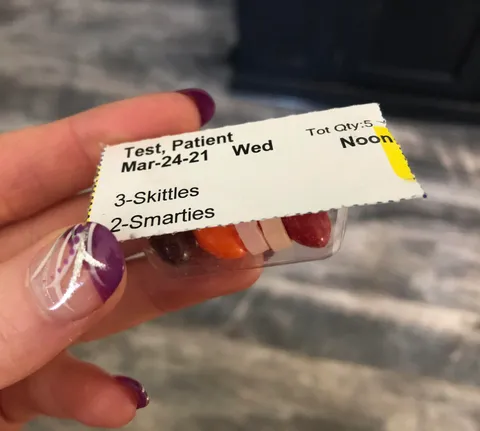 Test, Patient
Mar-24-21 Wed
Tot Qty:5
Noon
3-Skittles
2-Smarties